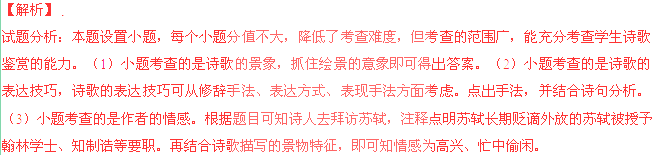 【解析】
试题分析：本题设置小题，每个小题分值不大，降低了考查难度，但考查的范围广，能充分考查学生诗歌
鉴赏的能力。（1）小题考查的是诗歌的景象，抓住绘景的意象即可得出答案。（2）小题考查的是诗歌的
表达技巧，诗歌的表达技巧可从修辞手法、表达方式、表现手法方面考虑。点出手法，并结合诗句分析。
（3）小题考查的是作者的情感。根据题目可知诗人去拜访苏轼，注释点明苏轼长期贬谪外放的苏轼被授予
翰林学士、知制诰等要职。再结合诗歌描写的景物特征，即可知情感为高兴、忙中偷闲。